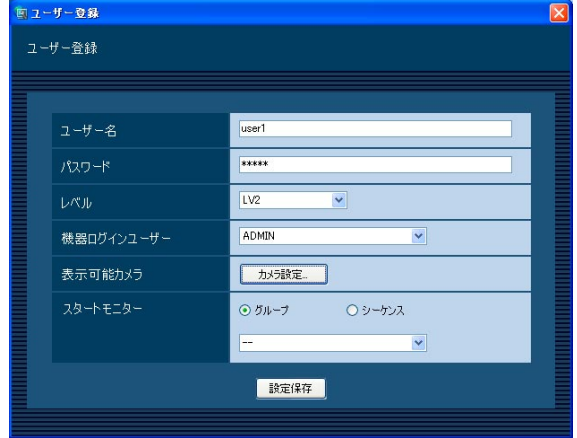 ユーザー登録
ユーザー登録
ユーザー名
user1
パスワード
*****
レベル
LV2
機器ログインユーザー
ADMIN
表示可能カメラ
カメラ設定...
スタートモニター
グループ
シーケンス
--
設定保存